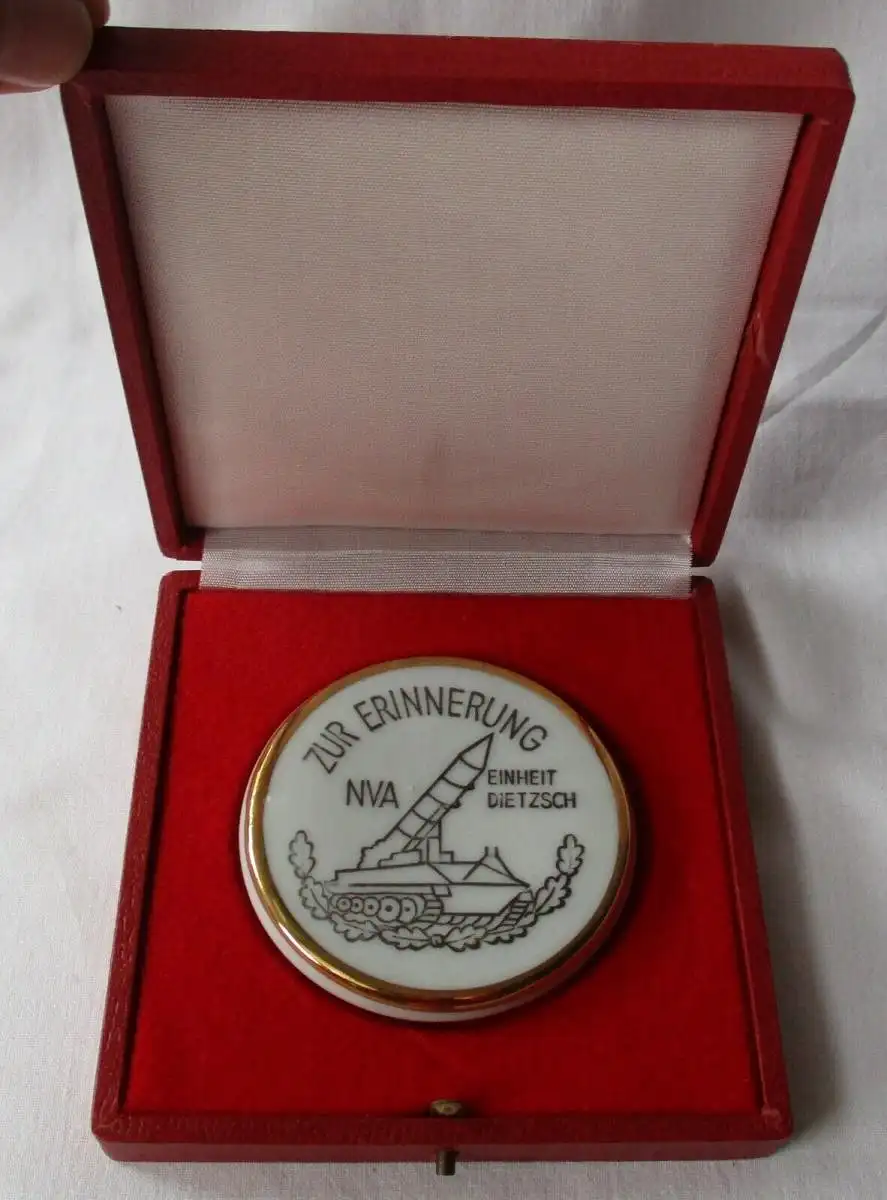 ZUR ERINNERUNG
NVA
EINHEIT
DIETZSCH